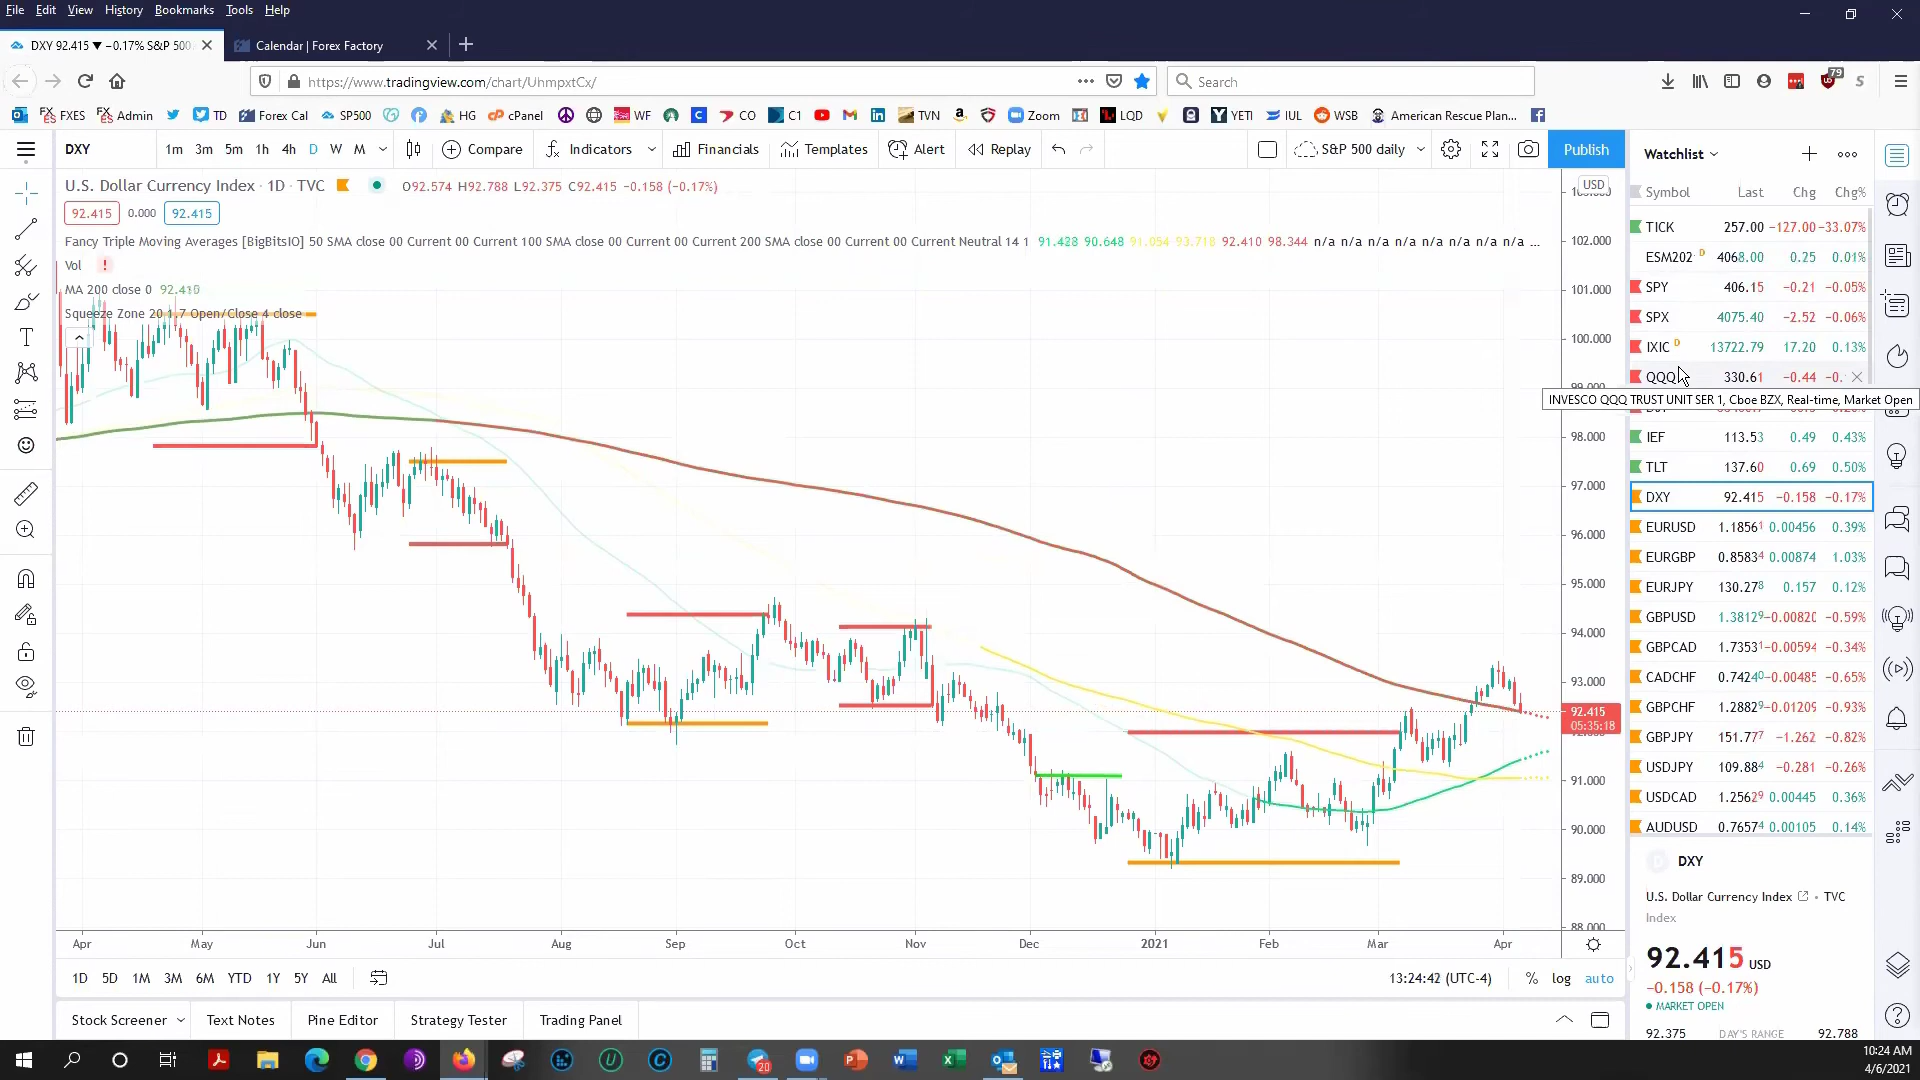 File Edit View History Bookmarks Tools Help
DXY 92.415 ▼ −0.17% S&P 500
Calendar | Forex Factory
https://www.tradingview.com/chart/UhmpxtCx/
Search
79
FXES Admin TD Forex Cal SP500 HG cPanel WF CO C1 TVN Zoom LQD YETI IUL WSB American Rescue Plan...
DXY 1m 3m 5m 1h 4h D W M Compare Indicators Financials Templates Alert Replay S&P 500 daily Publish
U.S. Dollar Currency Index · 1D · TVC O92.574 H92.788 L92.375 C92.415 −0.158 (−0.17%)
92.415 0.000 92.415
Fancy Triple Moving Averages [BigBitsIO] 50 SMA close 00 Current 00 Current 100 SMA close 00 Current 00 Current 200 SMA close 00 Current 00 Current Neutral 14 1 91.428 90.648 91.054 93.718 92.410 98.344 n/a n/a n/a n/a n/a n/a n/a n/a n/a ...
Vol !
MA 200 close 0 92.410
Squeeze Zone 20 1.7 Open/Close 4 close
USD
102.000
101.000
100.000
99.000
98.000
97.000
96.000
95.000
94.000
93.000
92.415
05:35:18
91.000
90.000
89.000
88.000
Apr May Jun Jul Aug Sep Oct Nov Dec 2021 Feb Mar Apr
1D 5D 1M 3M 6M YTD 1Y 5Y All
13:24:42 (UTC-4) % log auto
Stock Screener Text Notes Pine Editor Strategy Tester Trading Panel
Watchlist
Symbol Last Chg Chg%
TICK 257.00 −127.00 −33.07%
ESM202 D 4068.00 0.25 0.01%
SPY 406.15 −0.21 −0.05%
SPX 4075.40 −2.52 −0.06%
IXIC D 13722.79 17.20 0.13%
QQQ 330.61 −0.44 −0.
INVESCO QQQ TRUST UNIT SER 1, Cboe BZX, Real-time, Market Open
IEF 113.53 0.49 0.43%
TLT 137.60 0.69 0.50%
DXY 92.415 −0.158 −0.17%
EURUSD 1.18561 0.00456 0.39%
EURGBP 0.85834 0.00874 1.03%
EURJPY 130.278 0.157 0.12%
GBPUSD 1.38129 −0.00820 −0.59%
GBPCAD 1.73531 −0.00594 −0.34%
CADCHF 0.74240 −0.00485 −0.65%
GBPCHF 1.28829 −0.01209 −0.93%
GBPJPY 151.777 −1.262 −0.82%
USDJPY 109.884 −0.281 −0.26%
USDCAD 1.25629 0.00445 0.36%
AUDUSD 0.76574 0.00105 0.14%
D DXY
U.S. Dollar Currency Index • TVC
Index
92.415 USD
−0.158 (−0.17%)
MARKET OPEN
92.375 DAY'S RANGE 92.788
20
10:24 AM
4/6/2021